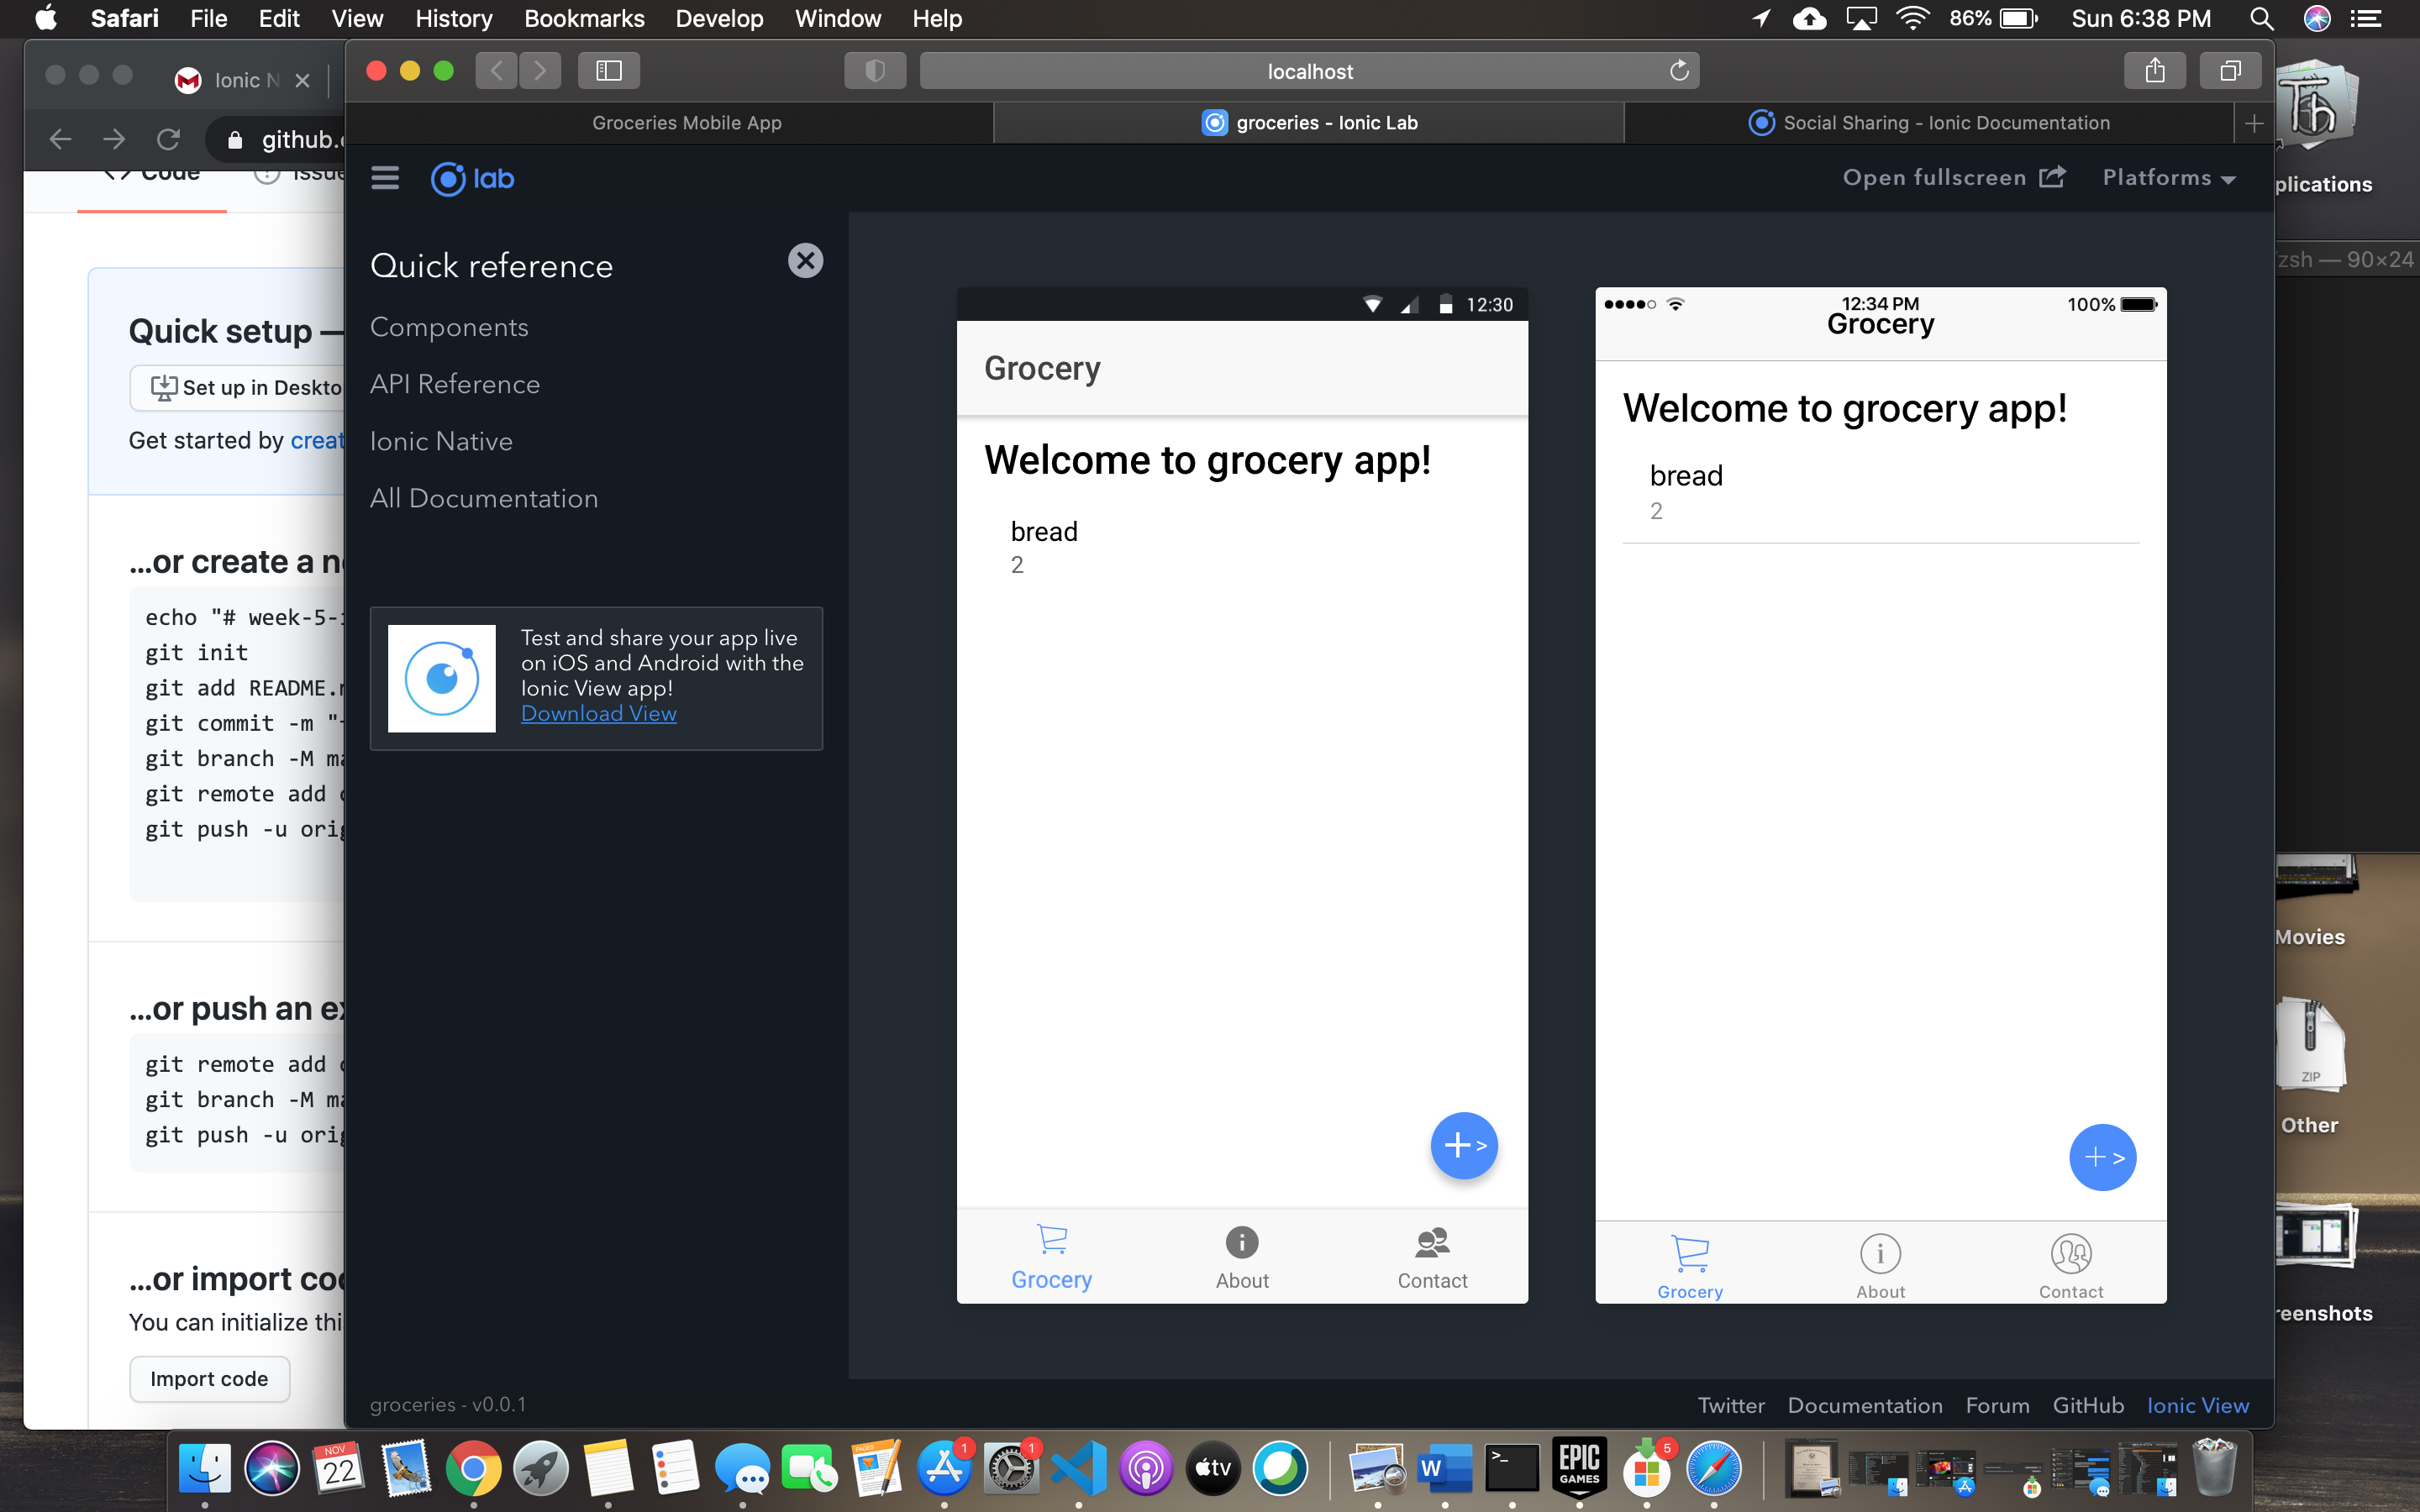 Safari File Edit View History Bookmarks Develop Window Help 86% Sun 6:38 PM
Ionic N
github.
Code
Issue
Quick setup —
Set up in Deskto
Get started by creat
...or create a n
echo "# week-5-
git init
git add README.
git commit -m "
git branch -M ma
git remote add
git push -u orig
...or push an ex
git remote add
git branch -M ma
git push -u orig
...or import co
You can initialize thi
Import code
localhost
Groceries Mobile App
groceries - Ionic Lab
Social Sharing - Ionic Documentation
lab
Open fullscreen
Platforms
Quick reference
Components
API Reference
Ionic Native
All Documentation
Test and share your app live
on iOS and Android with the
Ionic View app!
Download View
12:30
Grocery
Welcome to grocery app!
bread
2
+ >
Grocery
About
Contact
12:34 PM
100%
Grocery
Welcome to grocery app!
bread
2
+ >
Grocery
About
Contact
groceries - v0.0.1
Twitter Documentation Forum GitHub Ionic View
Th
plications
zsh — 90×24
Movies
ZIP
Other
reenshots
NOV
22
PAGES
1
1
tv
W
>_
EPIC
GAMES
5